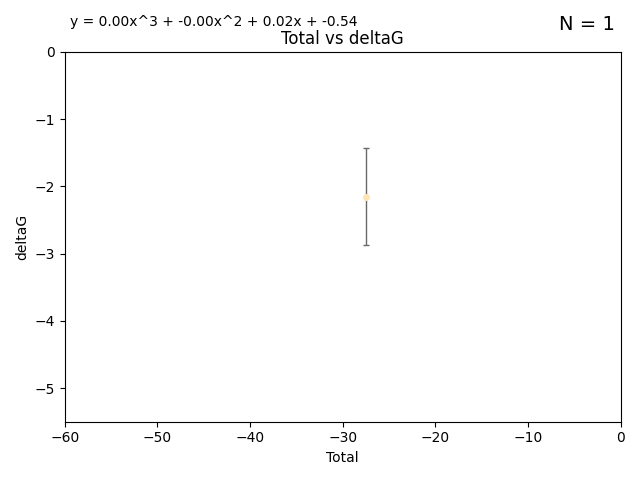 y = 0.00x^3 + -0.00x^2 + 0.02x + -0.54
N = 1
Total vs deltaG
0
−1
−2
−3
−4
−5
deltaG
−60 −50 −40 −30 −20 −10 0
Total